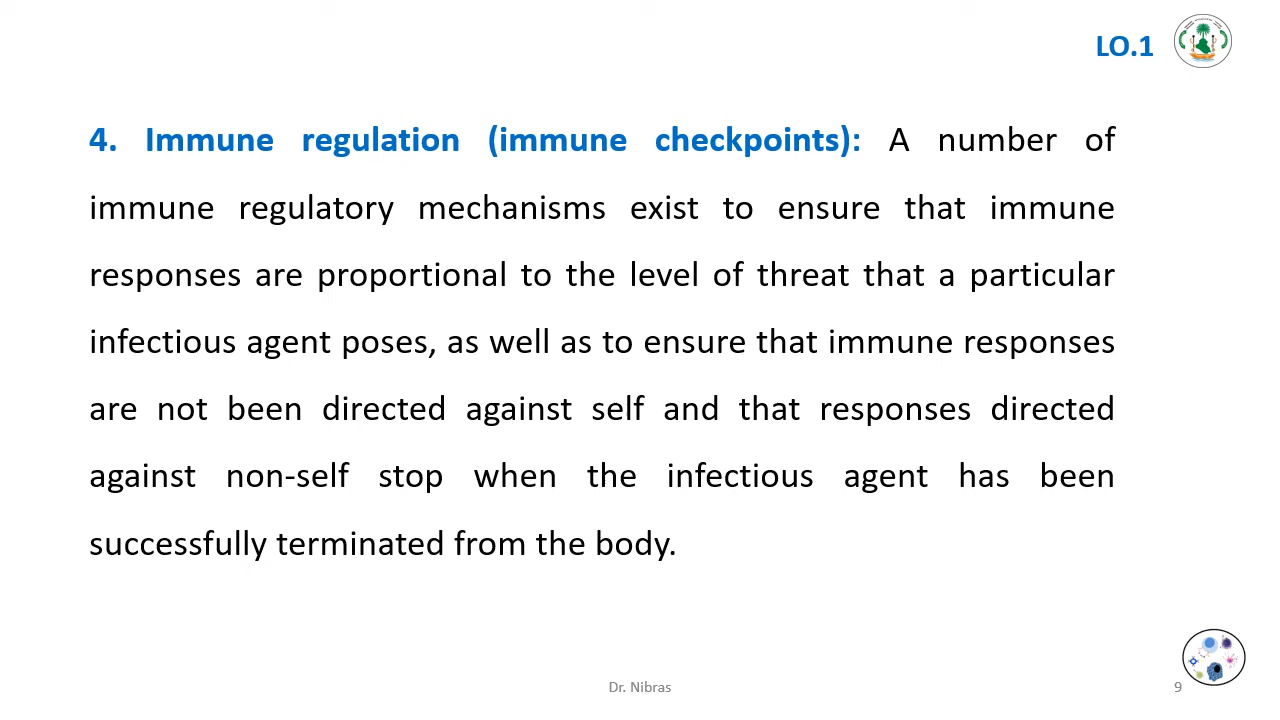 LO.1
4. Immune regulation (immune checkpoints): A number of
immune regulatory mechanisms exist to ensure that immune
responses are proportional to the level of threat that a particular
infectious agent poses, as well as to ensure that immune responses
are not been directed against self and that responses directed
against non-self stop when the infectious agent has been
successfully terminated from the body.
Dr. Nibras
9